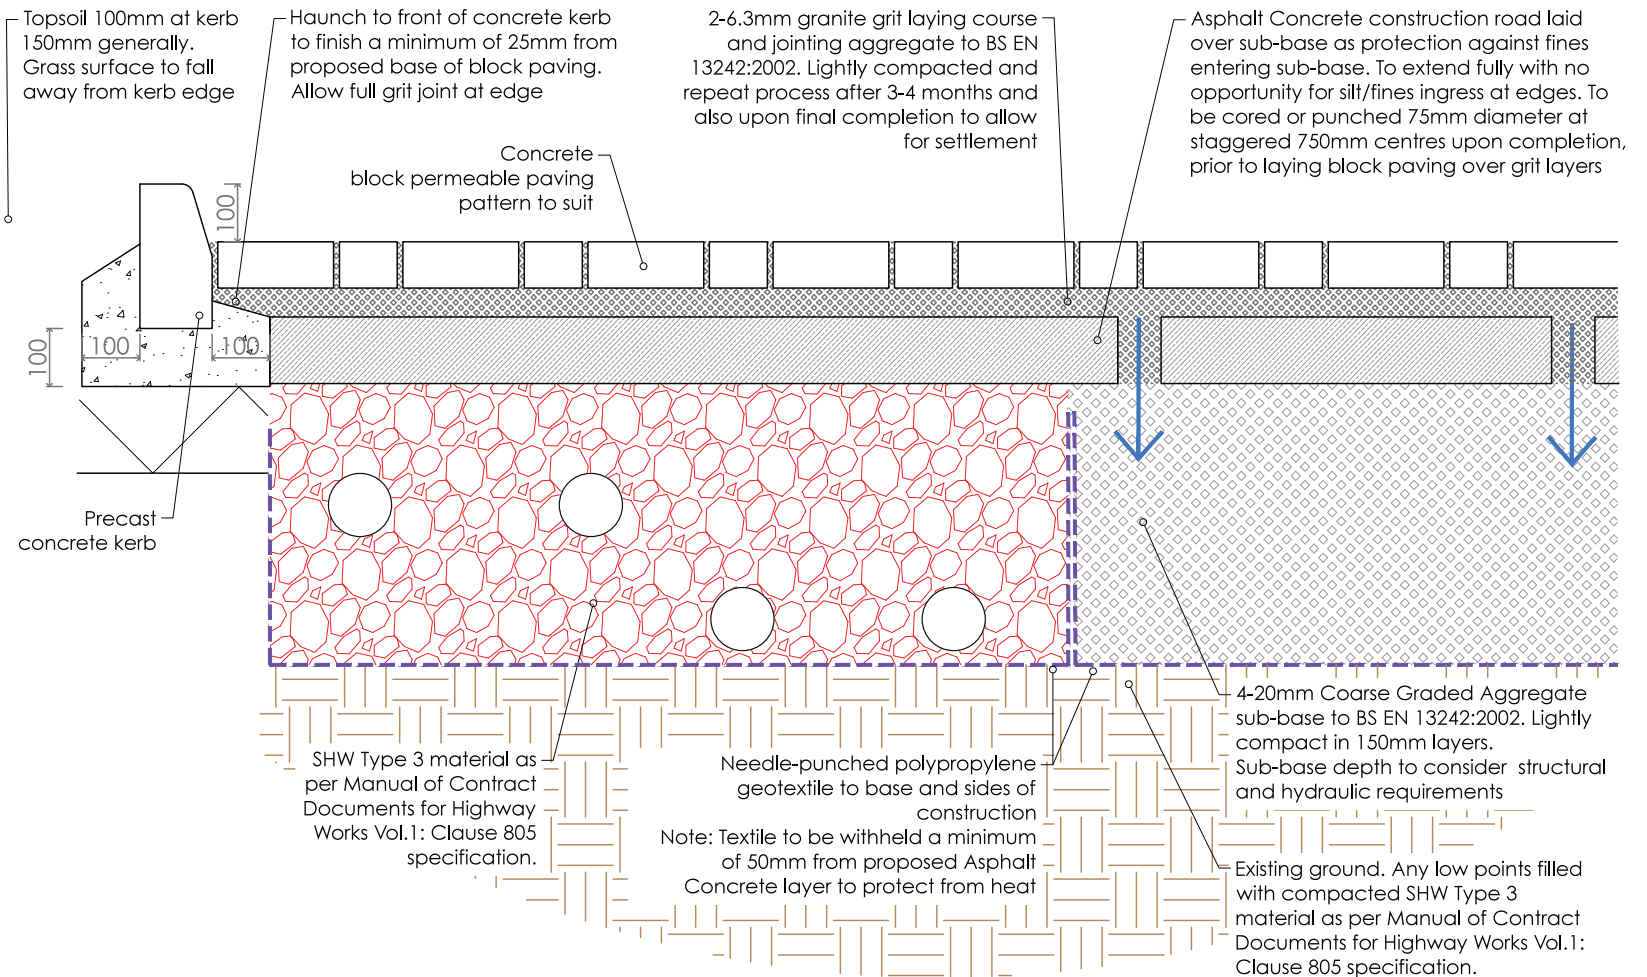 Topsoil 100mm at kerb
150mm generally.
Grass surface to fall
away from kerb edge
Haunch to front of concrete kerb
to finish a minimum of 25mm from
proposed base of block paving.
Allow full grit joint at edge
2-6.3mm granite grit laying course
and jointing aggregate to BS EN
13242:2002. Lightly compacted and
repeat process after 3-4 months and
also upon final completion to allow
for settlement
Asphalt Concrete construction road laid
over sub-base as protection against fines
entering sub-base. To extend fully with no
opportunity for silt/fines ingress at edges. To
be cored or punched 75mm diameter at
staggered 750mm centres upon completion,
prior to laying block paving over grit layers
Concrete
block permeable paving
pattern to suit
100
100
100
100
Precast
concrete kerb
SHW Type 3 material as
per Manual of Contract
Documents for Highway
Works Vol.1: Clause 805
specification.
Needle-punched polypropylene
geotextile to base and sides of
construction
Note: Textile to be withheld a minimum
of 50mm from proposed Asphalt
Concrete layer to protect from heat
4-20mm Coarse Graded Aggregate
sub-base to BS EN 13242:2002. Lightly
compact in 150mm layers.
Sub-base depth to consider structural
and hydraulic requirements
Existing ground. Any low points filled
with compacted SHW Type 3
material as per Manual of Contract
Documents for Highway Works Vol.1:
Clause 805 specification.